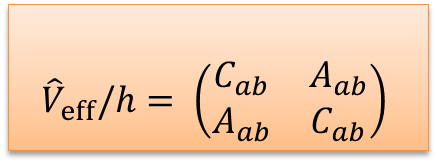 V̂_eff/h = (C_ab A_ab
A_ab C_ab)